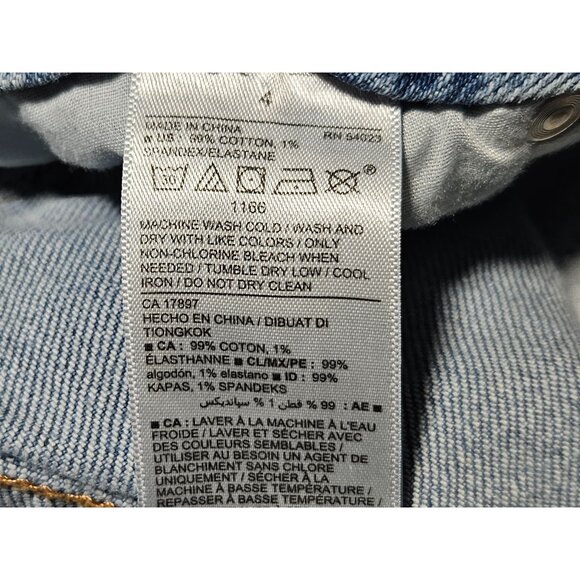 4
MADE IN CHINA RN 54023
99% COTTON, 1%
SPANDEX/ELASTANE
1166
MACHINE WASH COLD / WASH AND
DRY WITH LIKE COLORS / ONLY
NON-CHLORINE BLEACH WHEN
NEEDED / TUMBLE DRY LOW / COOL
IRON / DO NOT DRY CLEAN
CA 17897
HECHO EN CHINA / DIBUAT DI
TIONGKOK
■ CA : 99% COTON, 1%
ÉLASTHANNE ■ CL/MX/PE : 99%
algodón, 1% elastano ■ ID : 99%
KAPAS, 1% SPANDEKS
■ AE : 99 % قطن 1 % سباندیکس
■ CA : LAVER À LA MACHINE À L'EAU
FROIDE / LAVER ET SÉCHER AVEC
DES COULEURS SEMBLABLES /
UTILISER AU BESOIN UN AGENT DE
BLANCHIMENT SANS CHLORE
UNIQUEMENT / SÉCHER À LA
MACHINE À BASSE TEMPÉRATURE /
REPASSER À BASSE TEMPÉRATURE /